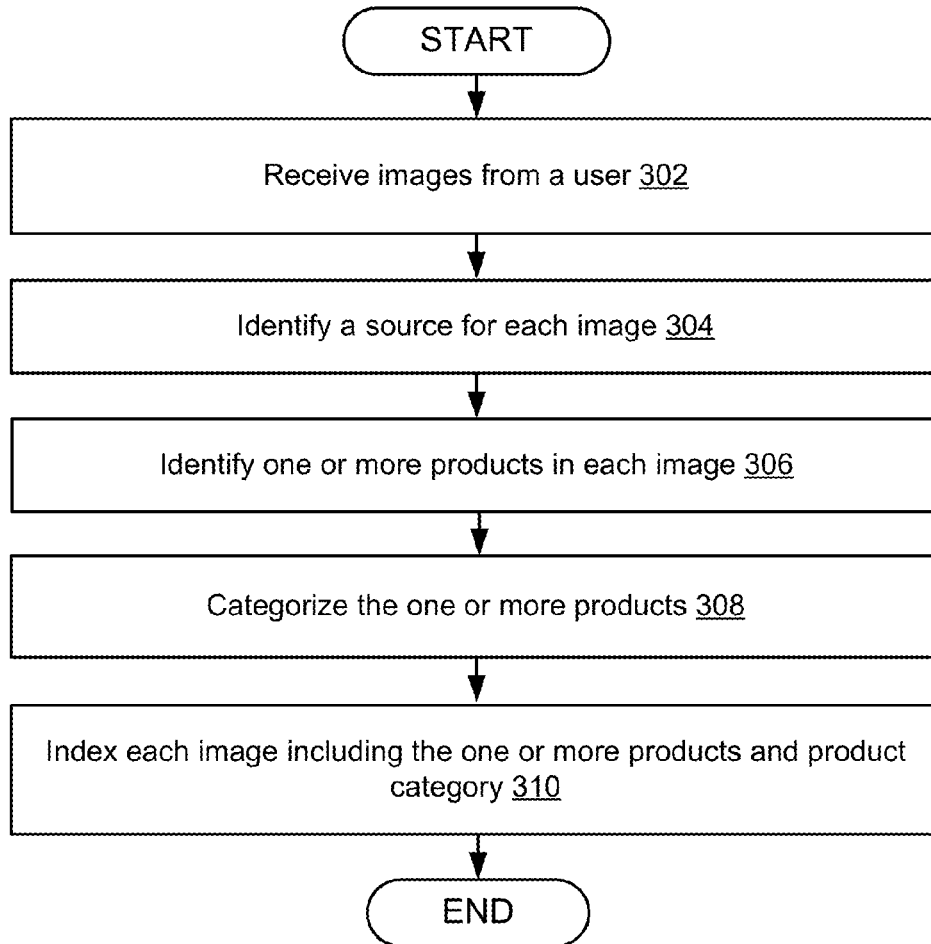 START
Receive images from a user 302
Identify a source for each image 304
Identify one or more products in each image 306
Categorize the one or more products 308
Index each image including the one or more products and product
category 310
END